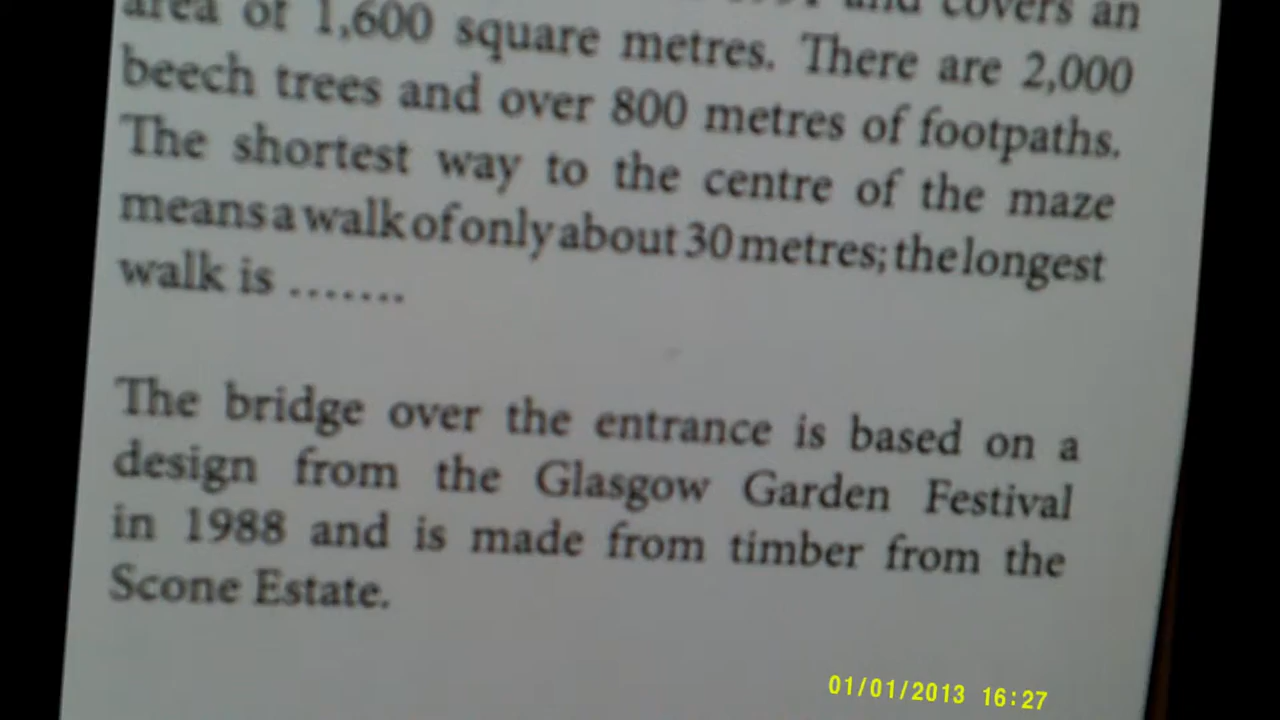 and covers an
area of 1,600 square metres. There are 2,000
beech trees and over 800 metres of footpaths.
The shortest way to the centre of the maze
means a walk of only about 30 metres; the longest
walk is .......
The bridge over the entrance is based on a
design from the Glasgow Garden Festival
in 1988 and is made from timber from the
Scone Estate.
01/01/2013 16:27